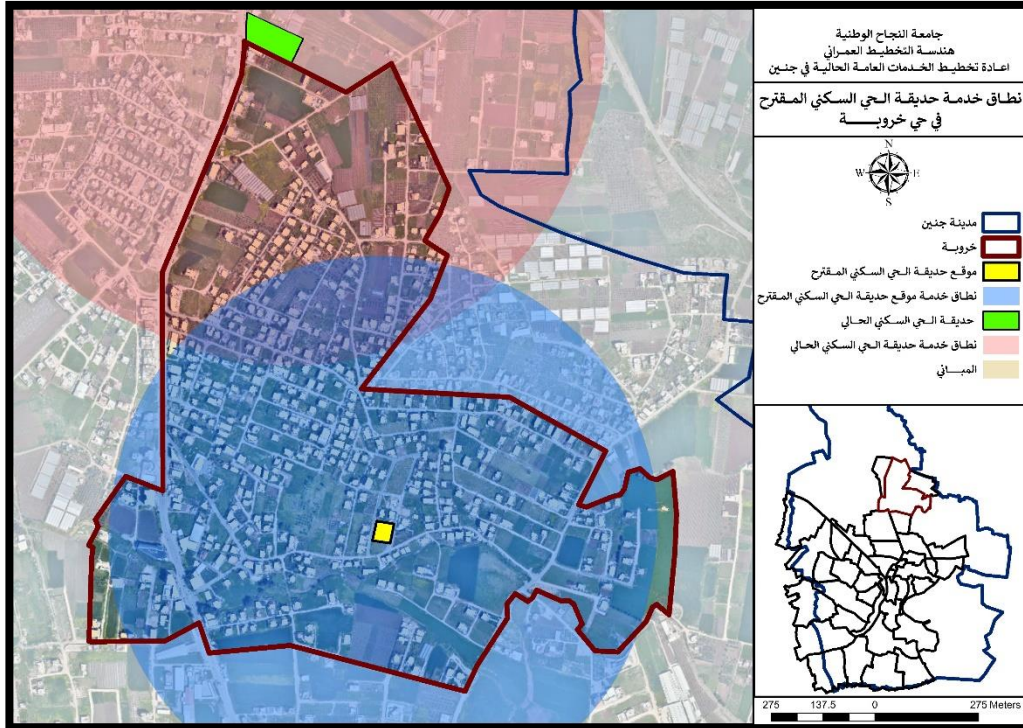 جامعة النجاح الوطنية
هندسة التخطيط العمراني
اعادة تخطيط الخدمات العامة الحالية في جنين
نطاق خدمة حديقة الحي السكني المقترح
في حي خروبة
N
W E
S
مدينة جنين
خروبة
موقع حديقة الحي السكني المقترح
نطاق خدمة موقع حديقة الحي السكني المقترح
حديقة الحي السكني الحالي
نطاق خدمة حديقة الحي السكني الحالي
المباني
275 137.5 0 275 Meters